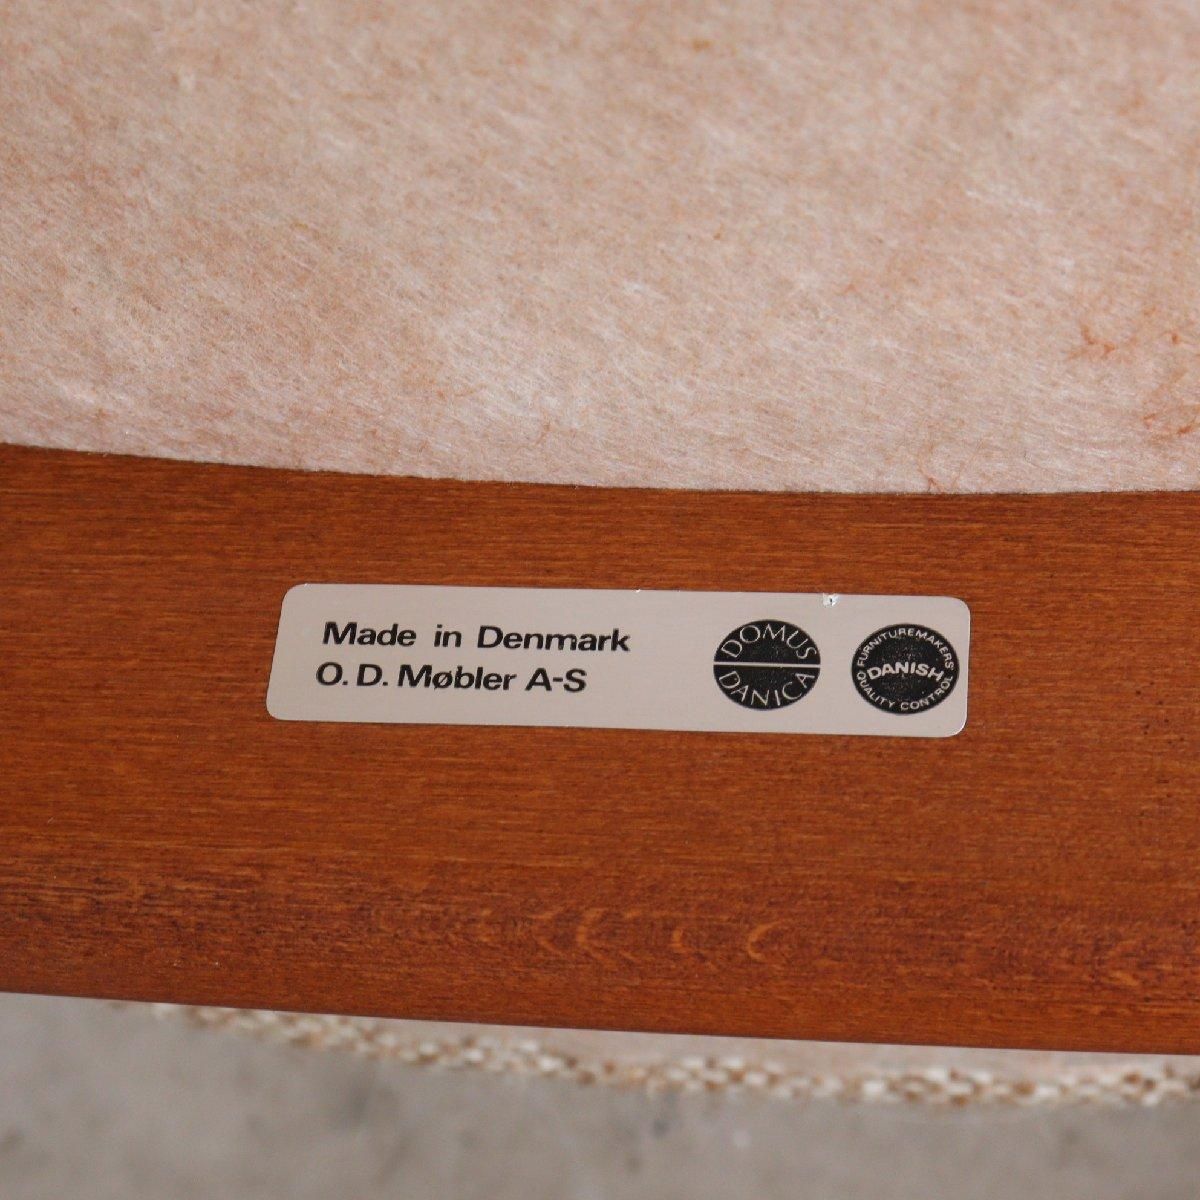 Made in Denmark
O.D. Møbler A-S
DOMUS
DANICA
FURNITUREMAKERS'
DANISH
QUALITY CONTROL